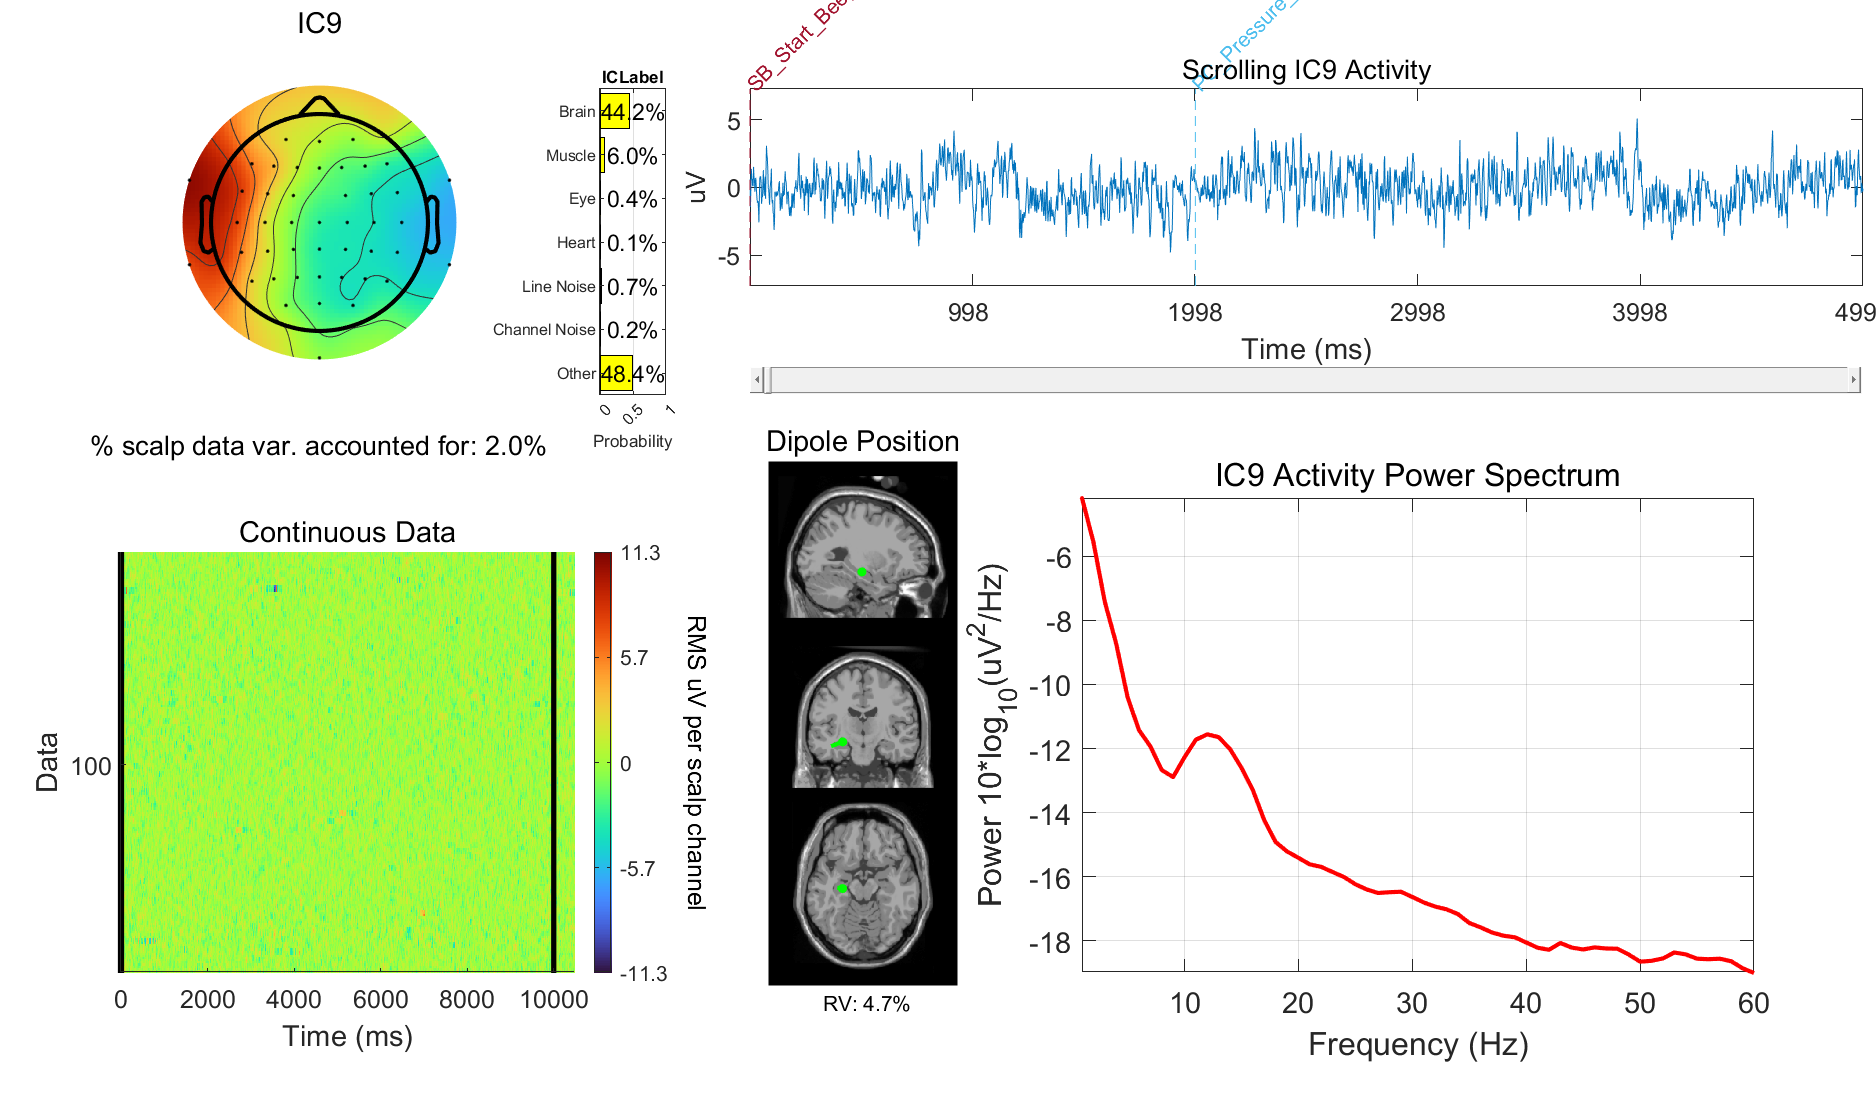 IC9
ICLabel
Brain
44.2%
Muscle
6.0%
Eye
0.4%
Heart
0.1%
Line Noise
0.7%
Channel Noise
0.2%
Other
48.4%
0
0.5
1
Probability
% scalp data var. accounted for: 2.0%
SB_Start_Bee
Pressure_
Scrolling IC9 Activity
uV
5
0
-5
998
1998
2998
3998
499
Time (ms)
Continuous Data
Data
100
0
2000
4000
6000
8000
10000
Time (ms)
11.3
5.7
0
-5.7
-11.3
RMS uV per scalp channel
Dipole Position
RV: 4.7%
IC9 Activity Power Spectrum
Power 10*log10(uV2/Hz)
-6
-8
-10
-12
-14
-16
-18
10
20
30
40
50
60
Frequency (Hz)